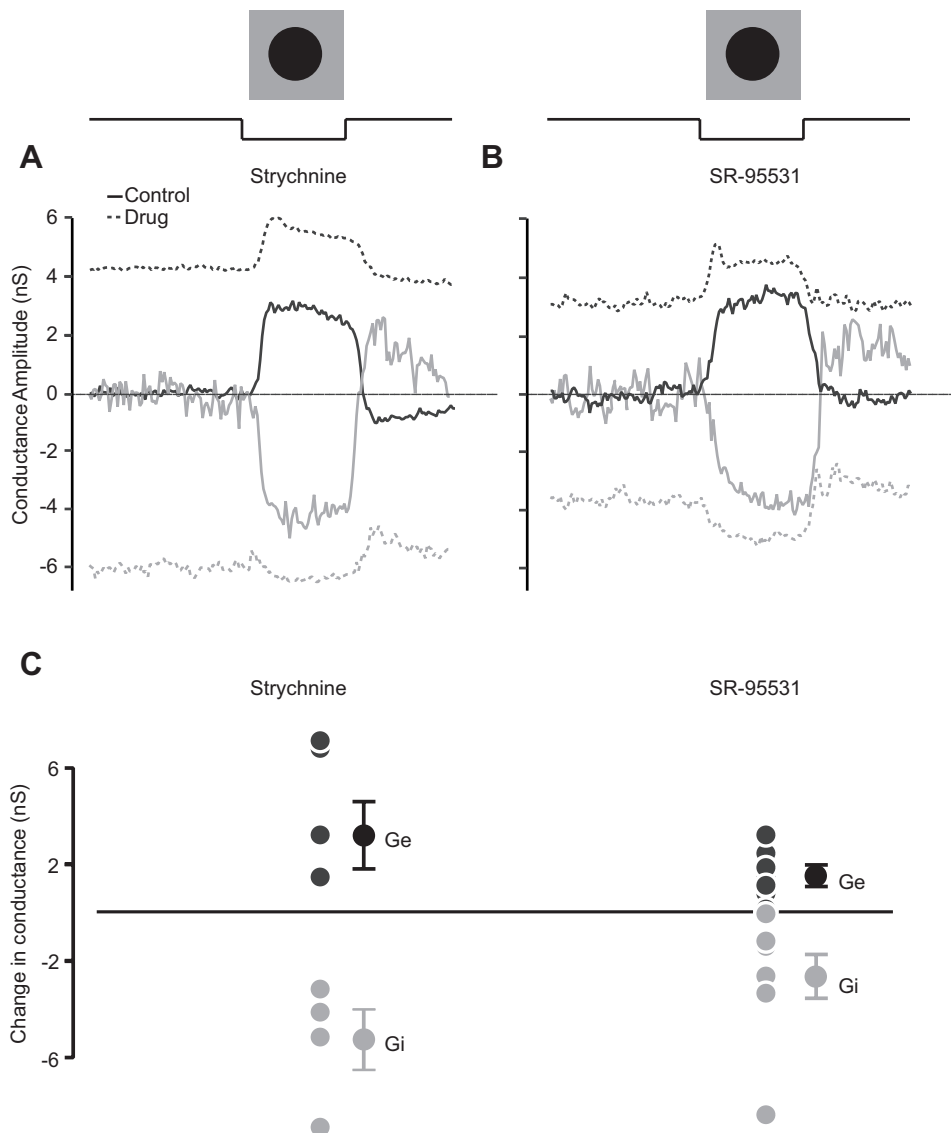 A
B
Strychnine
SR-95531
Control
Drug
Conductance Amplitude (nS)
6
4
2
0
-2
-4
-6
C
Strychnine
SR-95531
Change in conductance (nS)
6
2
-2
-6
Ge
Gi
Ge
Gi